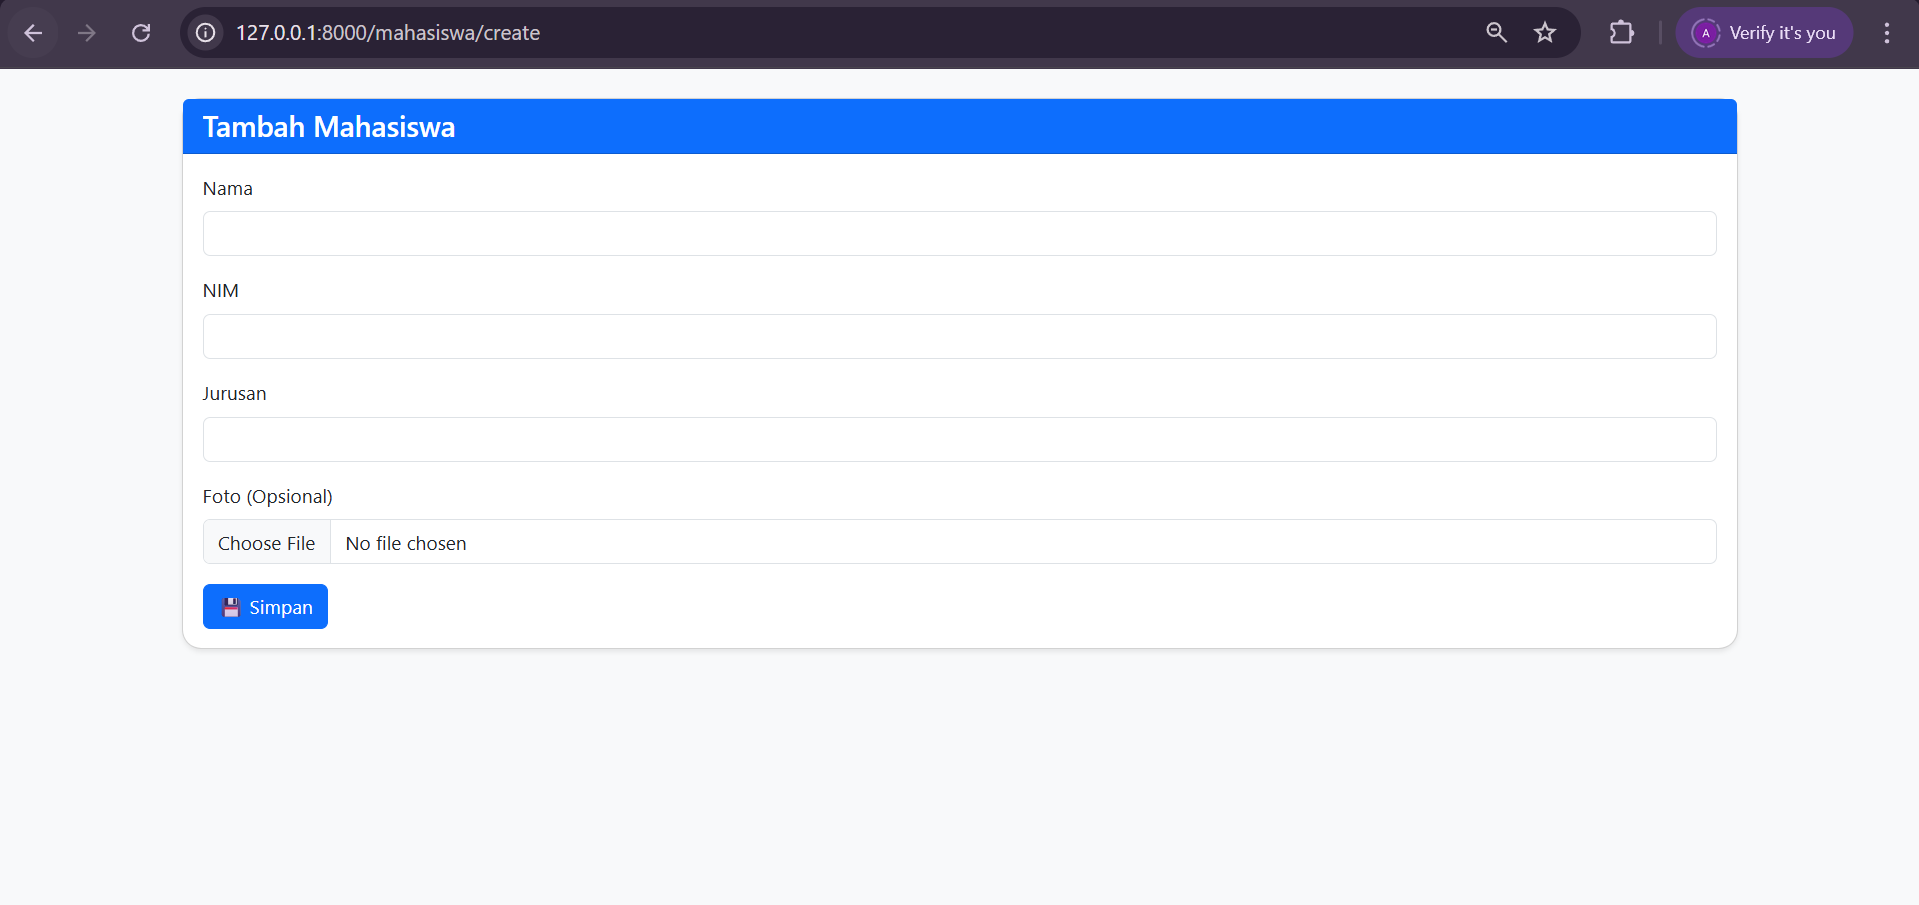 127.0.0.1:8000/mahasiswa/create
A Verify it's you
Tambah Mahasiswa
Nama
NIM
Jurusan
Foto (Opsional)
Choose File No file chosen
💾 Simpan